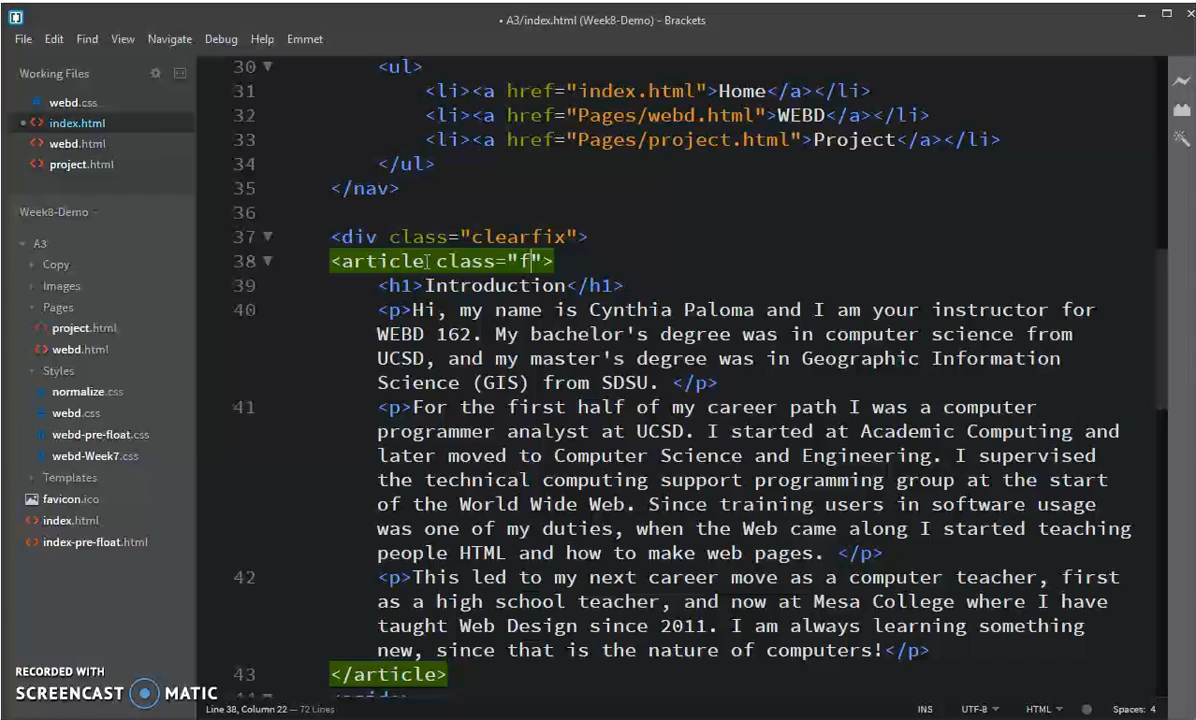 • A3/index.html (Week8-Demo) - Brackets
File Edit Find View Navigate Debug Help Emmet
Working Files
webd.css
• index.html
webd.html
project.html
Week8-Demo
A3
Copy
Images
Pages
project.html
webd.html
Styles
normalize.css
webd.css
webd-pre-float.css
webd-Week7.css
Templates
favicon.ico
index.html
index-pre-float.html
30 <ul>
31 <li><a href="index.html">Home</a></li>
32 <li><a href="Pages/webd.html">WEBD</a></li>
33 <li><a href="Pages/project.html">Project</a></li>
34 </ul>
35 </nav>
36
37 <div class="clearfix">
38 <article class="f">
39 <h1>Introduction</h1>
40 <p>Hi, my name is Cynthia Paloma and I am your instructor for
WEBD 162. My bachelor's degree was in computer science from
UCSD, and my master's degree was in Geographic Information
Science (GIS) from SDSU. </p>
41 <p>For the first half of my career path I was a computer
programmer analyst at UCSD. I started at Academic Computing and
later moved to Computer Science and Engineering. I supervised
the technical computing support programming group at the start
of the World Wide Web. Since training users in software usage
was one of my duties, when the Web came along I started teaching
people HTML and how to make web pages. </p>
42 <p>This led to my next career move as a computer teacher, first
as a high school teacher, and now at Mesa College where I have
taught Web Design since 2011. I am always learning something
new, since that is the nature of computers!</p>
43 </article>
RECORDED WITH
SCREENCAST MATIC
Line 38, Column 22 — 72 Lines
INS UTF-8 HTML Spaces: 4